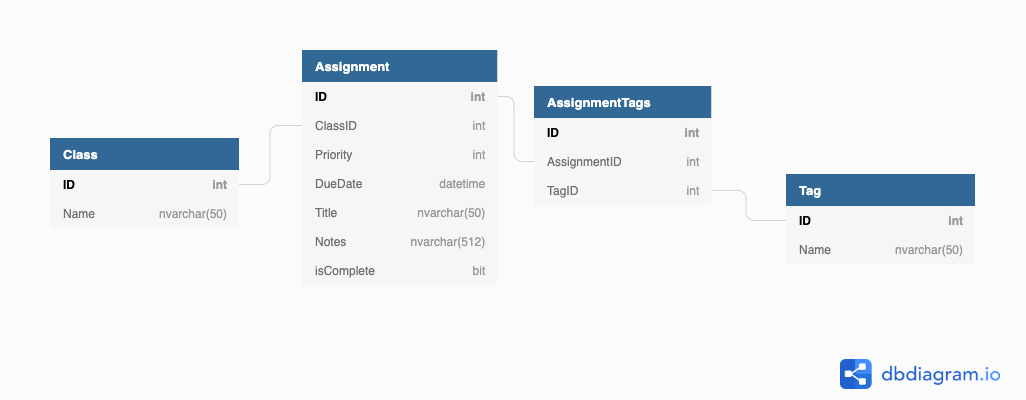 Class
ID int
Name nvarchar(50)
Assignment
ID int
ClassID int
Priority int
DueDate datetime
Title nvarchar(50)
Notes nvarchar(512)
isComplete bit
AssignmentTags
ID int
AssignmentID int
TagID int
Tag
ID int
Name nvarchar(50)
dbdiagram.io